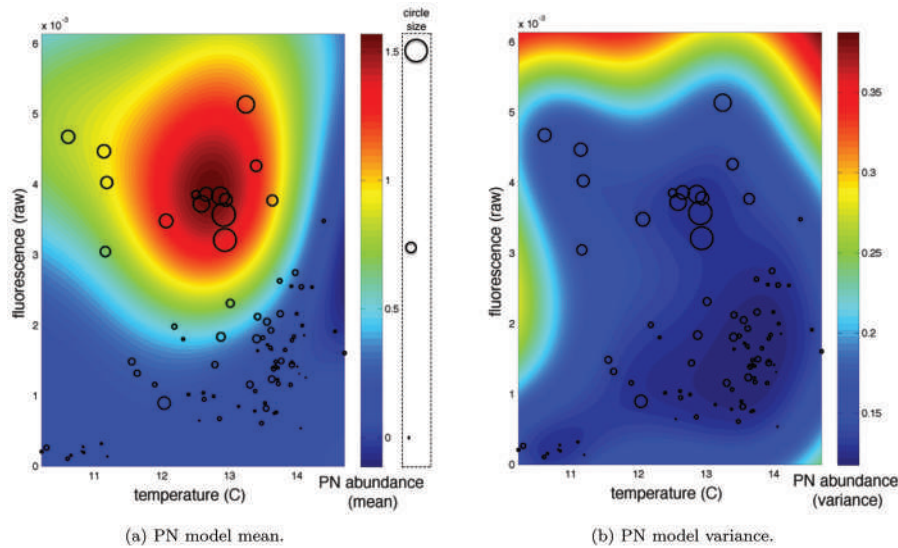 x 10⁻³
6
5
4
3
2
1
0
fluorescence (raw)
11
12
13
14
temperature (C)
1.5
1
0.5
0
PN abundance
(mean)
circle
size
(a) PN model mean.
x 10⁻³
6
5
4
3
2
1
0
fluorescence (raw)
11
12
13
14
temperature (C)
0.35
0.3
0.25
0.2
0.15
PN abundance
(variance)
(b) PN model variance.